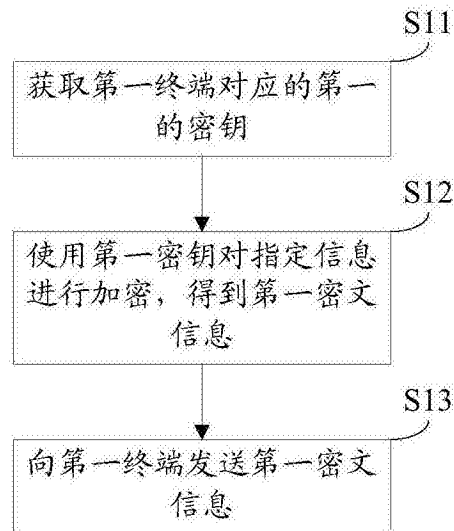 S11
获取第一终端对应的第一
的密钥
S12
使用第一密钥对指定信息
进行加密，得到第一密文
信息
S13
向第一终端发送第一密文
信息